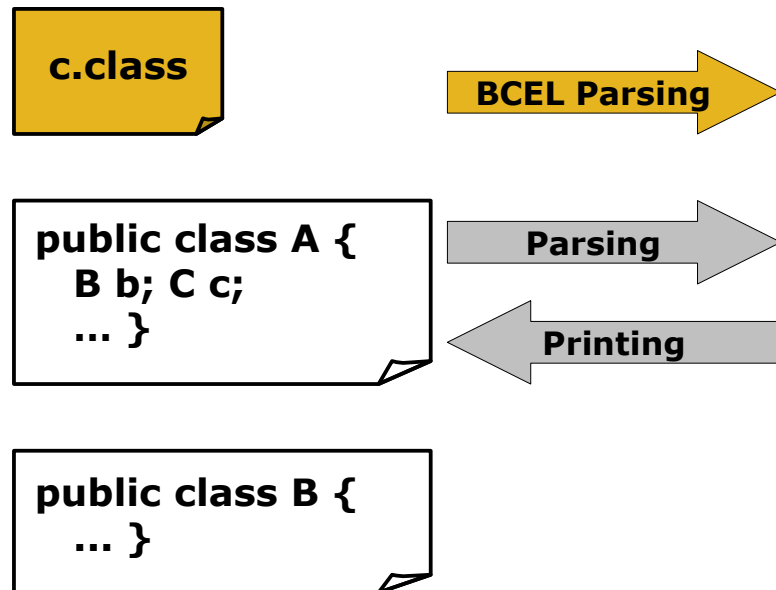 c.class
BCEL Parsing
public class A {
B b; C c;
... }
Parsing
Printing
public class B {
... }